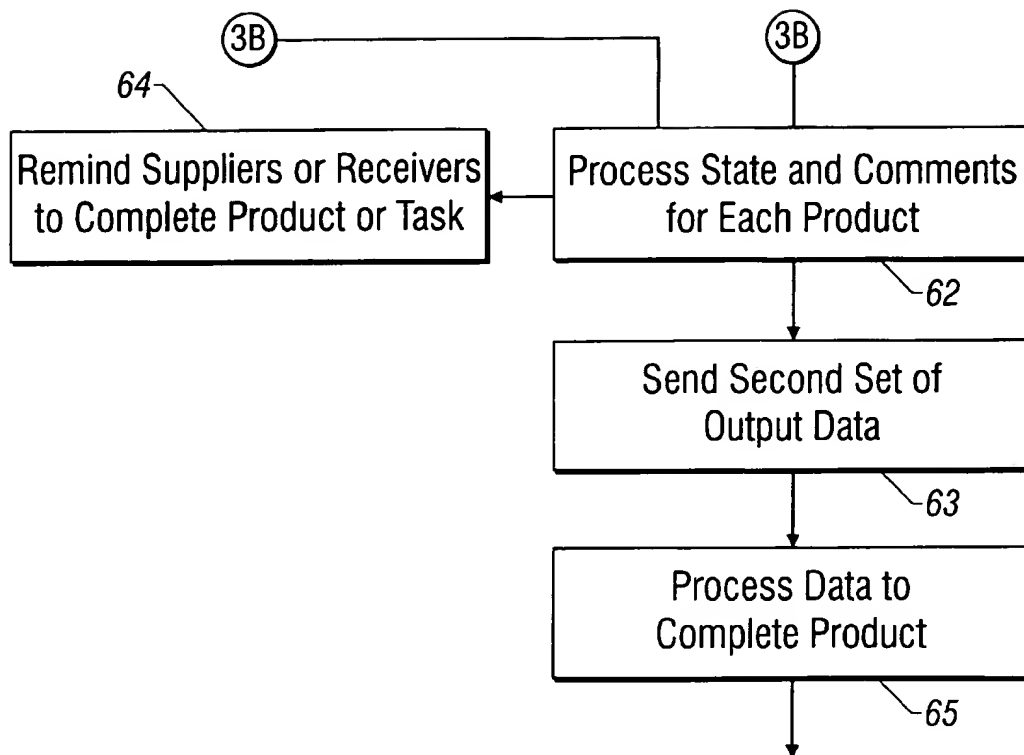 3B
3B
64
Remind Suppliers or Receivers
to Complete Product or Task
Process State and Comments
for Each Product
62
Send Second Set of
Output Data
63
Process Data to
Complete Product
65